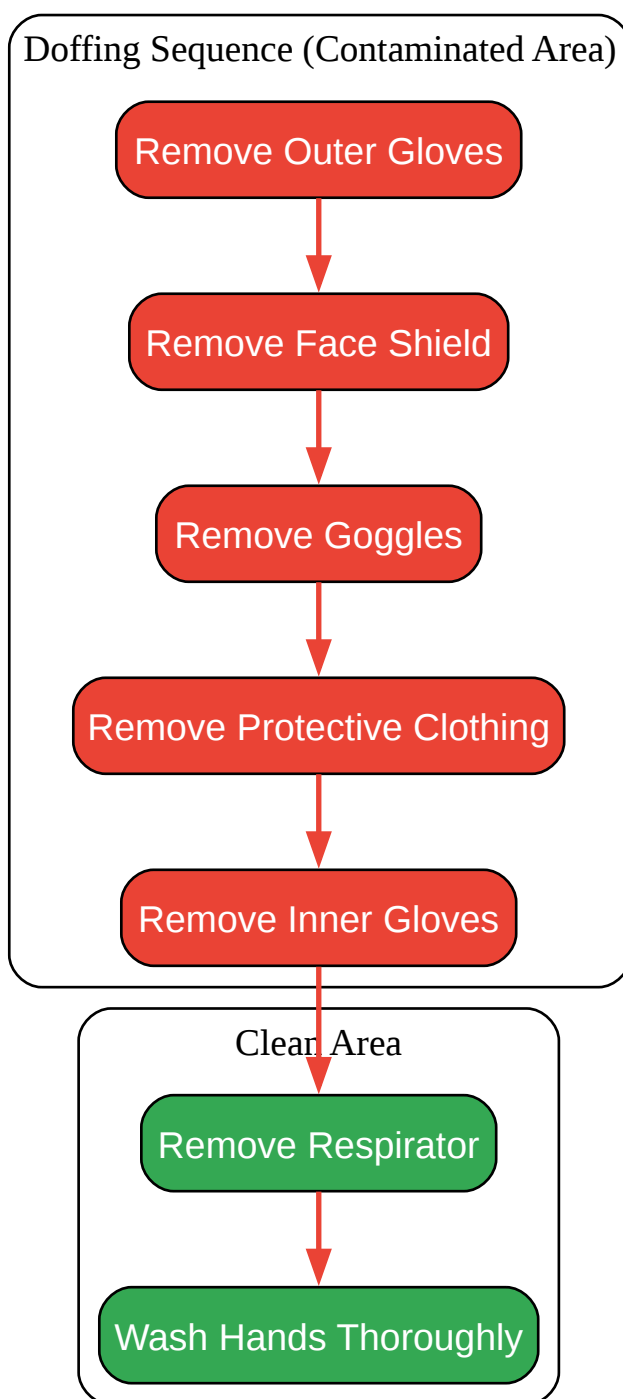 Doffing Sequence (Contaminated Area)
Remove Outer Gloves
Remove Face Shield
Remove Goggles
Remove Protective Clothing
Remove Inner Gloves
Clean Area
Remove Respirator
Wash Hands Thoroughly